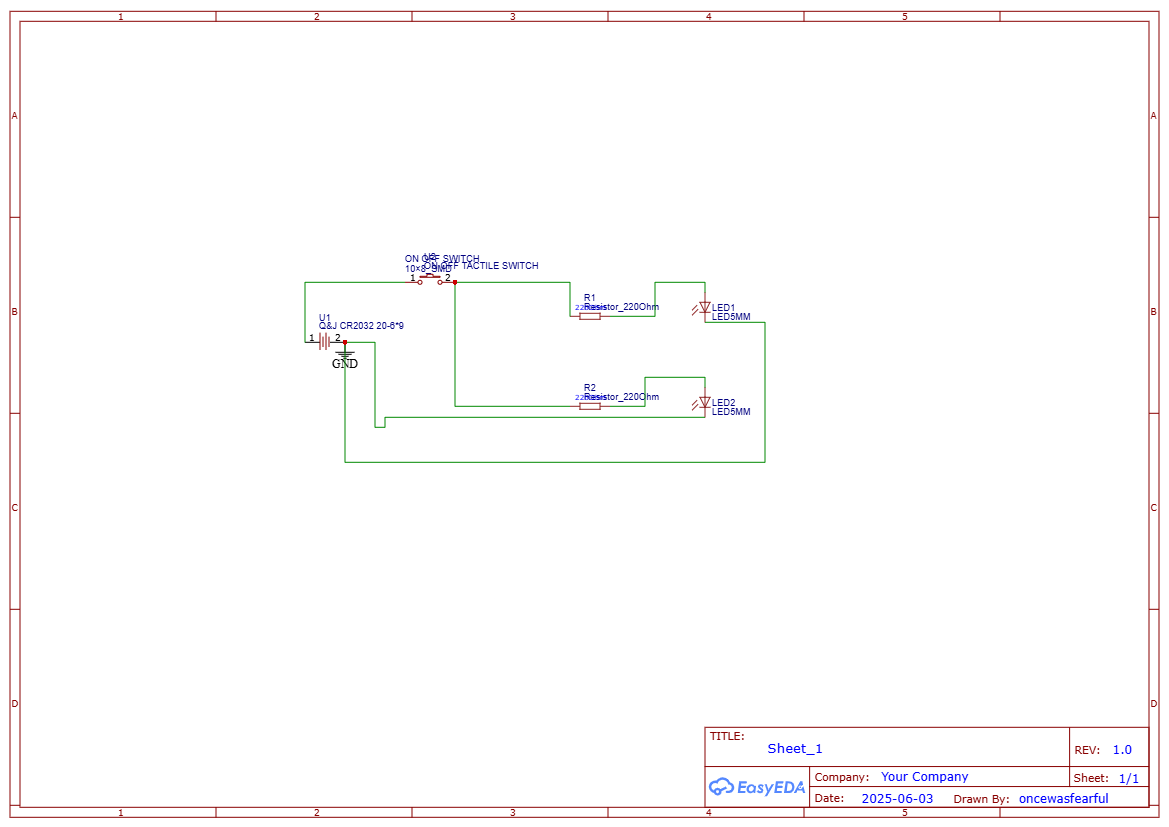 1 2 3 4 5
A A
ON OFF SWITCH
U2
ON OFF TACTILE SWITCH
10×8- SMD
1 2
R1
Resistor_220Ohm
LED1
LED5MM
B B
U1
Q&J CR2032 20-6*9
1 2
GND
R2
Resistor_220Ohm
LED2
LED5MM
C C
D D
TITLE:
Sheet_1
REV: 1.0
EasyEDA
Company: Your Company
Sheet: 1/1
Date: 2025-06-03 Drawn By: oncewasfearful
1 2 3 4 5